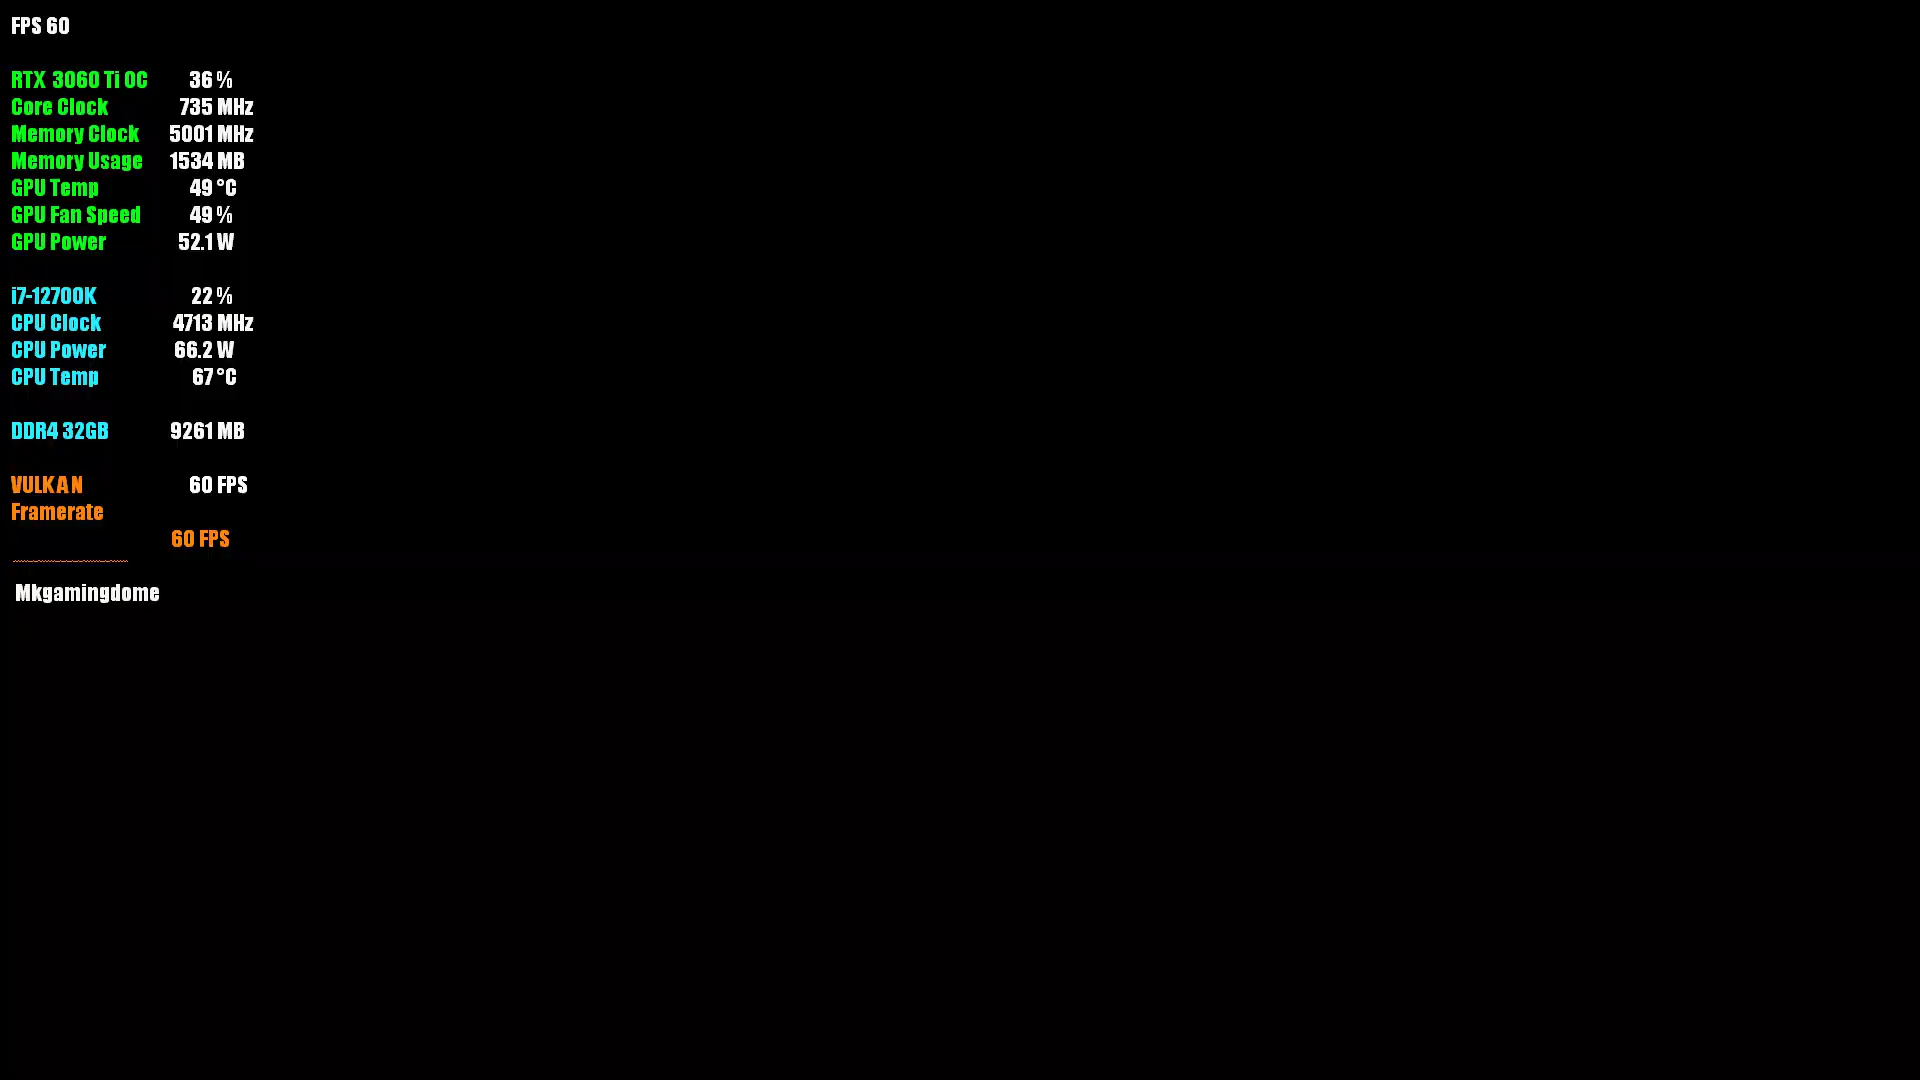 FPS 60
RTX 3060 Ti OC 36 %
Core Clock 735 MHz
Memory Clock 5001 MHz
Memory Usage 1534 MB
GPU Temp 49 °C
GPU Fan Speed 49 %
GPU Power 52.1 W
i7-12700K 22 %
CPU Clock 4713 MHz
CPU Power 66.2 W
CPU Temp 67 °C
DDR4 32GB 9261 MB
VULKAN 60 FPS
Framerate
60 FPS
Mkgamingdome